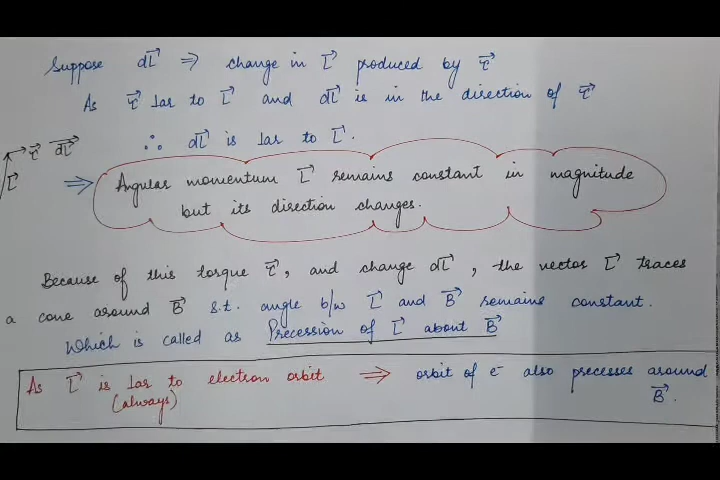 Suppose dL⃗ ⇒ change in L⃗ produced by τ⃗
As τ⃗ ⊥ar to L⃗ and dL⃗ is in the direction of τ⃗
∴ dL⃗ is ⊥ar to L⃗.
τ⃗ dL⃗
L⃗
⇒ Angular momentum L⃗ remains constant in magnitude
but its direction changes.
Because of this torque τ⃗, and change dL⃗, the vector L⃗ traces
a cone around B⃗ s.t. angle b/w L⃗ and B⃗ remains constant.
Which is called as Precession of L⃗ about B⃗
As L⃗ is ⊥ar to electron orbit ⇒ orbit of e⁻ also precesses around
(always) B⃗.